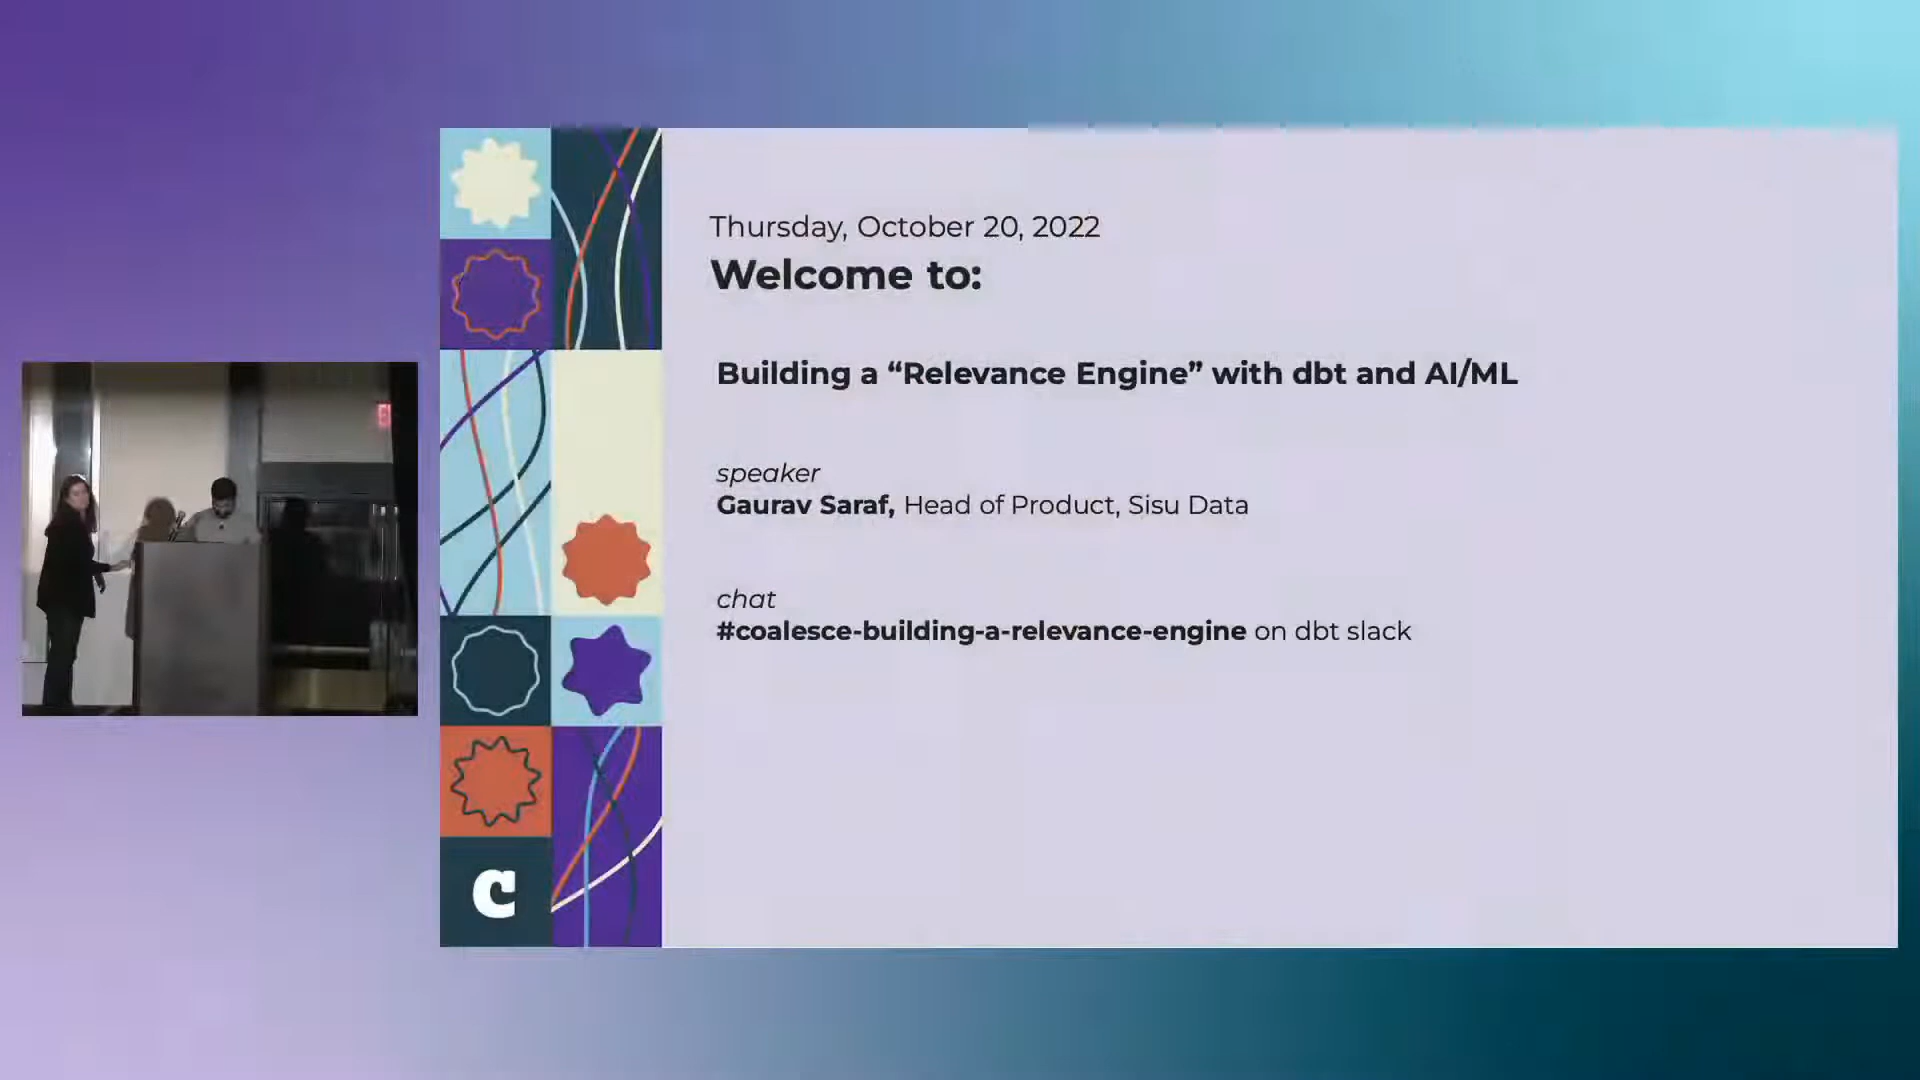 Thursday, October 20, 2022
Welcome to:
Building a “Relevance Engine” with dbt and AI/ML
speaker
Gaurav Saraf, Head of Product, Sisu Data
chat
#coalesce-building-a-relevance-engine on dbt slack
c